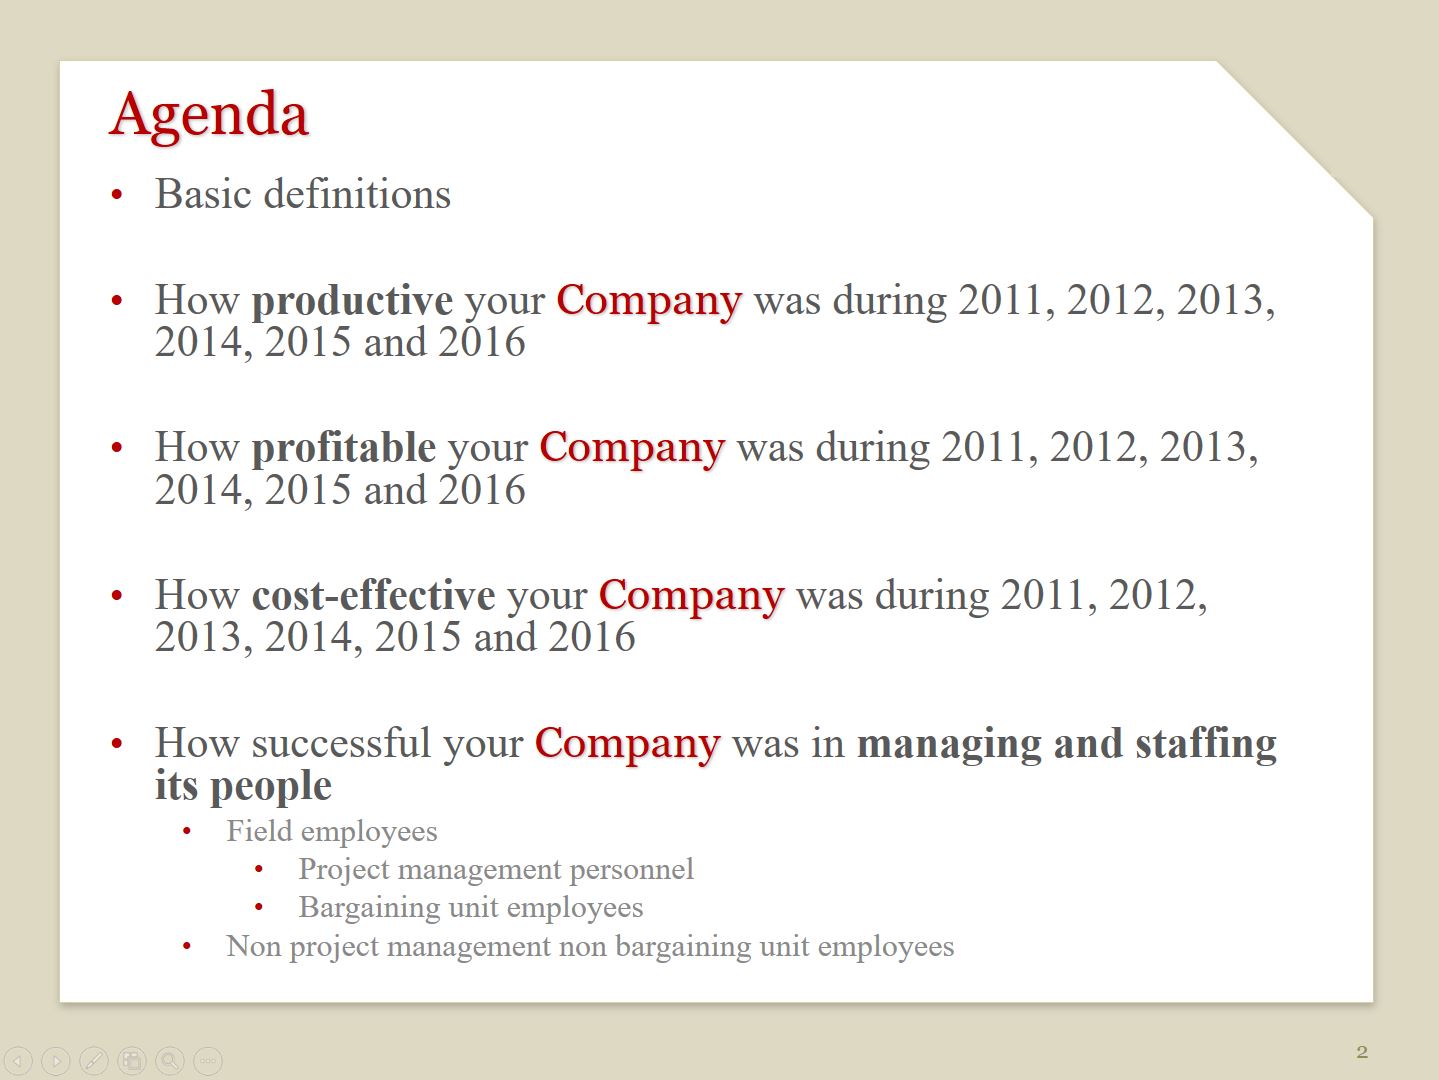 Agenda
• Basic definitions
• How productive your Company was during 2011, 2012, 2013,
2014, 2015 and 2016
• How profitable your Company was during 2011, 2012, 2013,
2014, 2015 and 2016
• How cost-effective your Company was during 2011, 2012,
2013, 2014, 2015 and 2016
• How successful your Company was in managing and staffing
its people
• Field employees
• Project management personnel
• Bargaining unit employees
• Non project management non bargaining unit employees
2